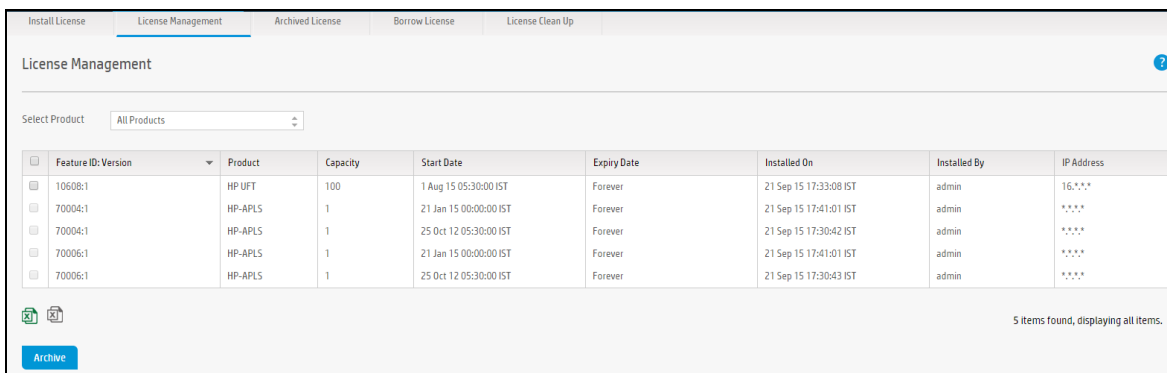 Install License License Management Archived License Borrow License License Clean Up
License Management ?
Select Product All Products
Feature ID: Version Product Capacity Start Date Expiry Date Installed On Installed By IP Address
10608:1 HP UFT 100 1 Aug 15 05:30:00 IST Forever 21 Sep 15 17:33:08 IST admin 16.*.*.*
70004:1 HP-APLS 1 21 Jan 15 00:00:00 IST Forever 21 Sep 15 17:41:01 IST admin *.*.*.*
70004:1 HP-APLS 1 25 Oct 12 05:30:00 IST Forever 21 Sep 15 17:30:42 IST admin *.*.*.*
70006:1 HP-APLS 1 21 Jan 15 00:00:00 IST Forever 21 Sep 15 17:41:01 IST admin *.*.*.*
70006:1 HP-APLS 1 25 Oct 12 05:30:00 IST Forever 21 Sep 15 17:30:43 IST admin *.*.*.*
5 items found, displaying all items.
Archive